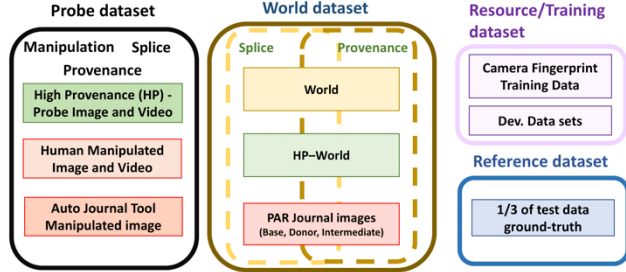 Probe dataset
Manipulation Splice
Provenance
High Provenance (HP) -
Probe Image and Video
Human Manipulated
Image and Video
Auto Journal Tool
Manipulated image
World dataset
Splice Provenance
World
HP–World
PAR Journal images
(Base, Donor, Intermediate)
Resource/Training
dataset
Camera Fingerprint
Training Data
Dev. Data sets
Reference dataset
1/3 of test data
ground-truth